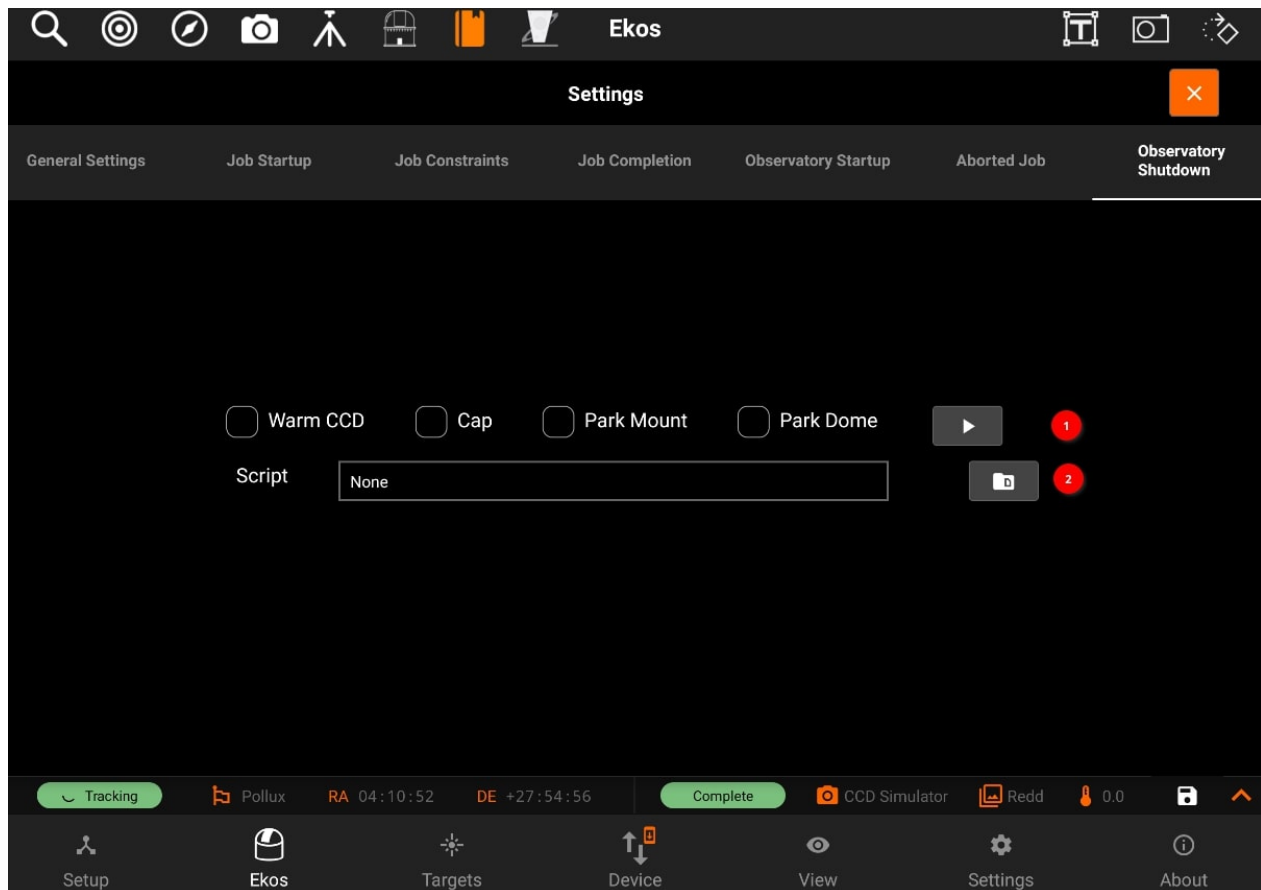 Ekos
Settings
General Settings Job Startup Job Constraints Job Completion Observatory Startup Aborted Job Observatory
Shutdown
Warm CCD Cap Park Mount Park Dome 1
Script None 2
Tracking Pollux RA 04:10:52 DE +27:54:56 Complete CCD Simulator Redd 0.0
Setup Ekos Targets Device View Settings About